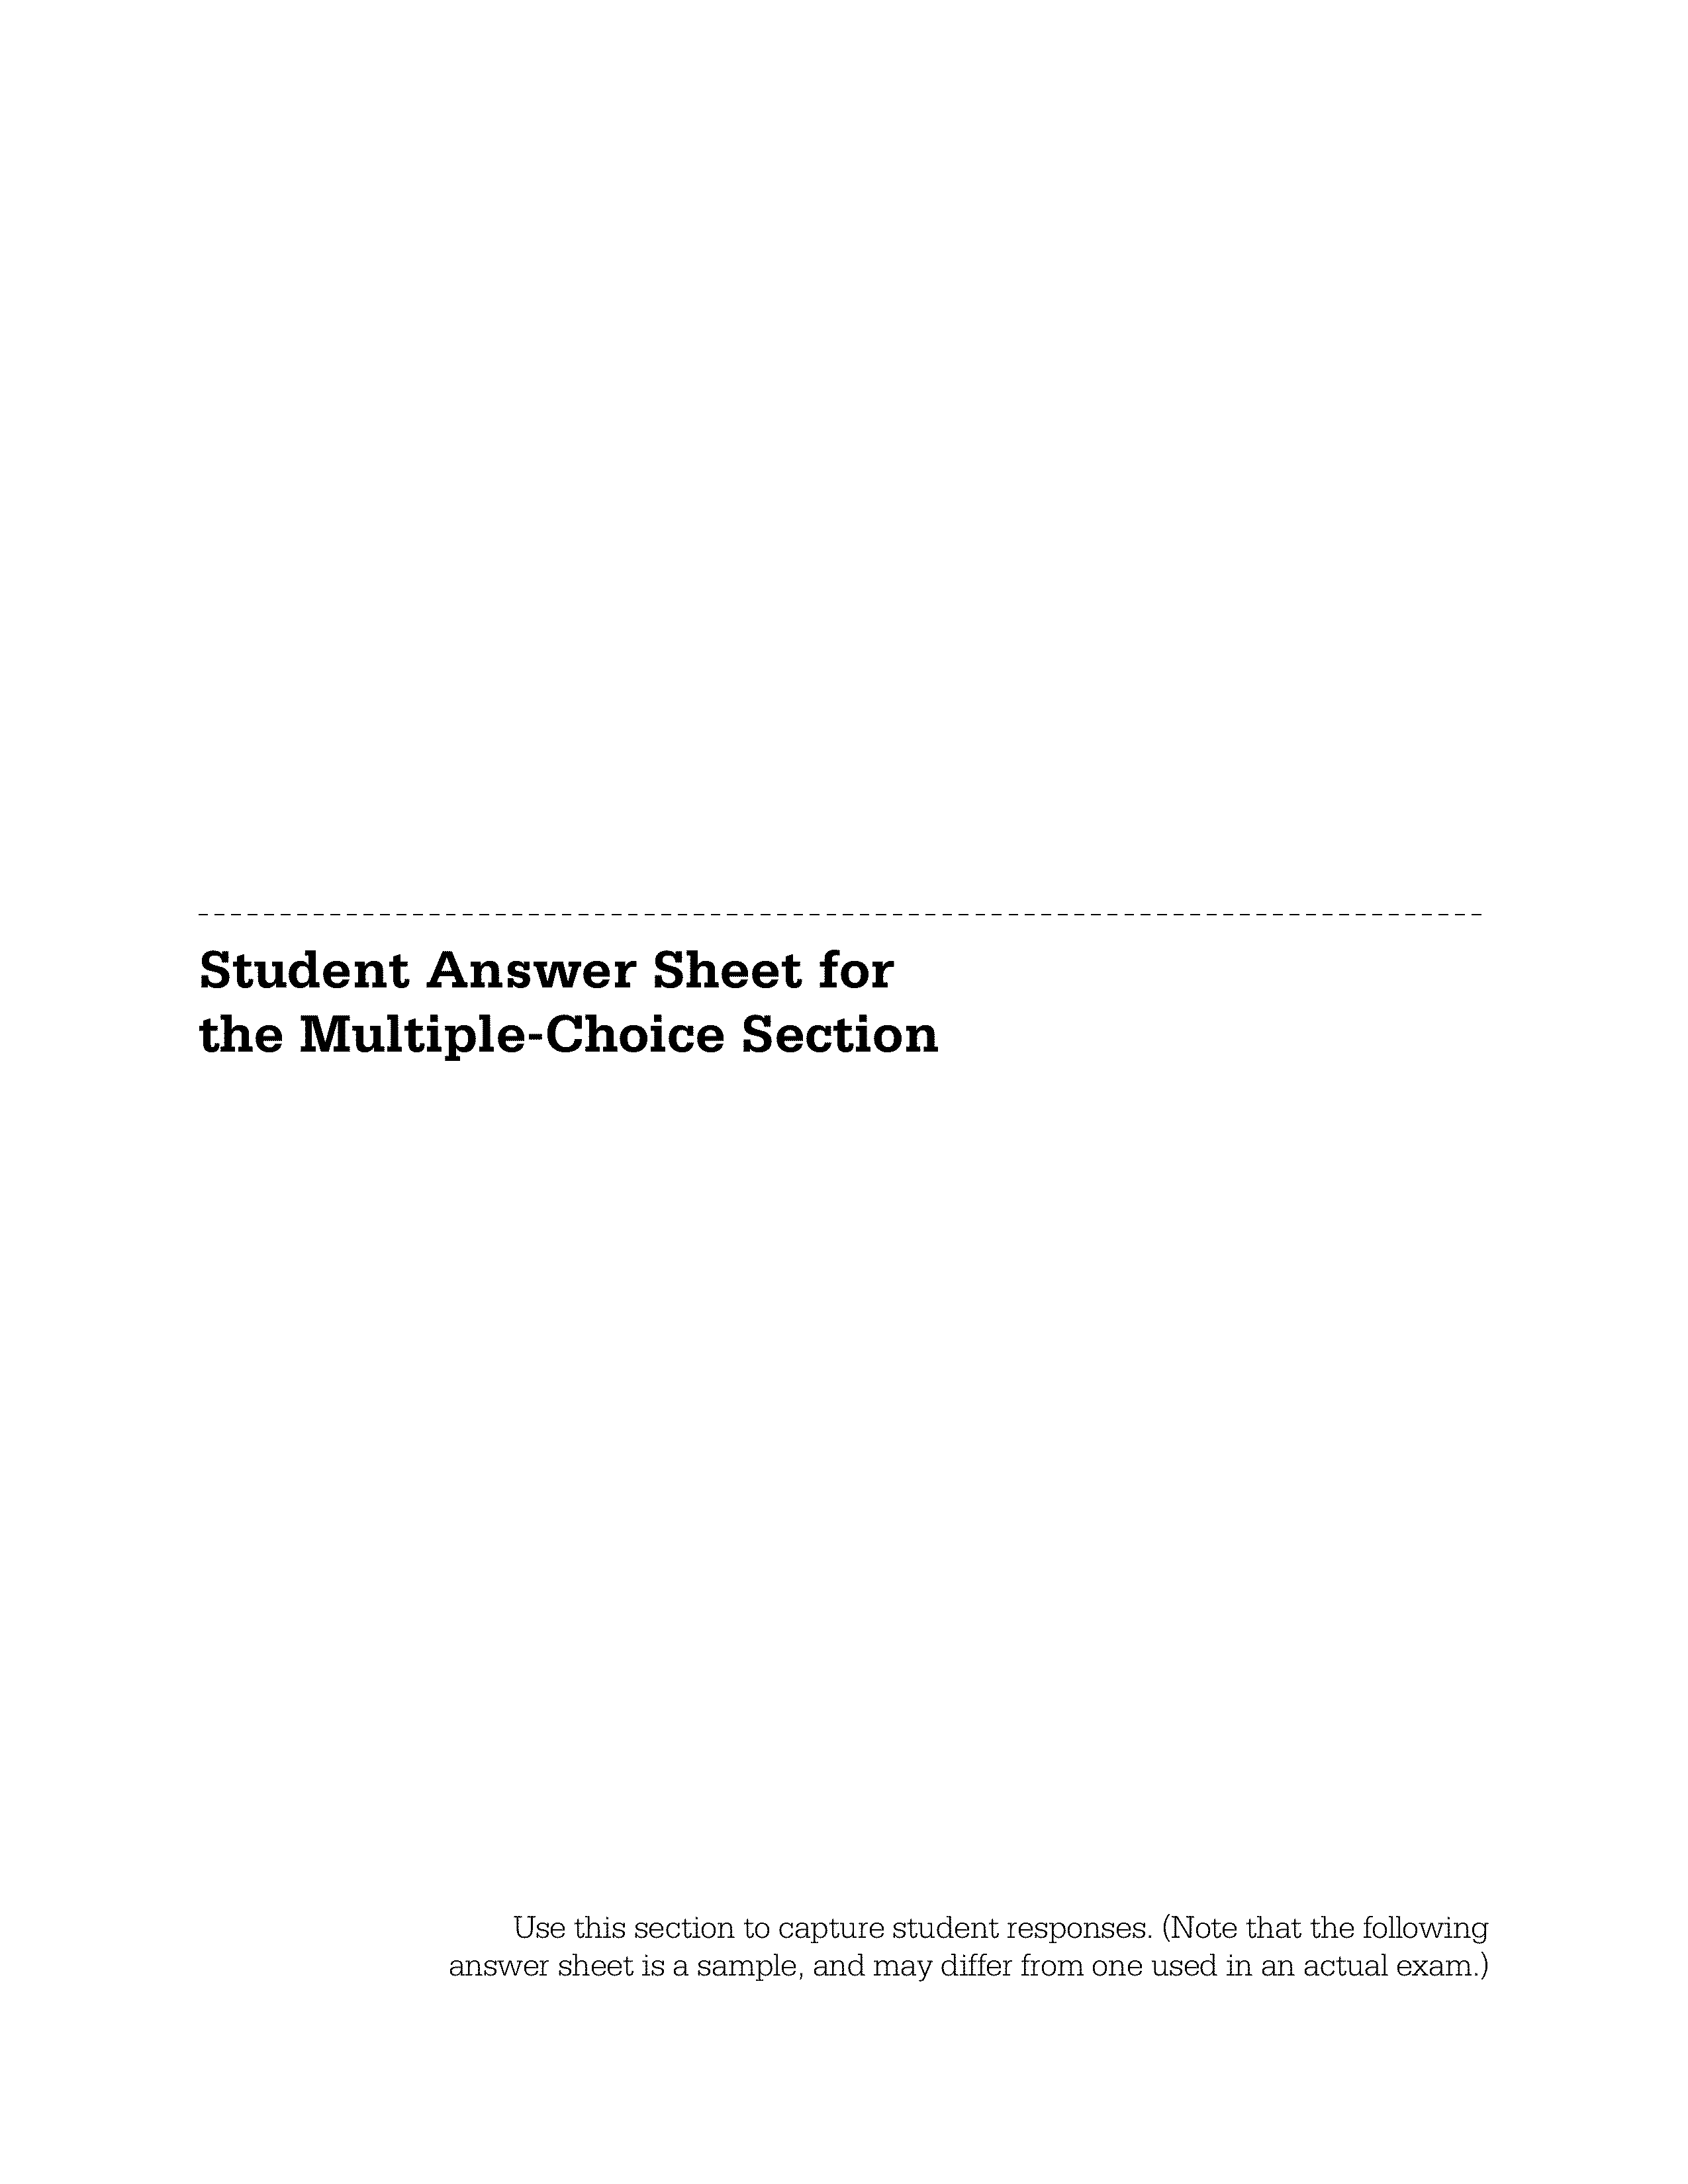 Student Answer Sheet for
the Multiple-Choice Section
Use this section to capture student responses. (Note that the following
answer sheet is a sample, and may differ from one used in an actual exam.)